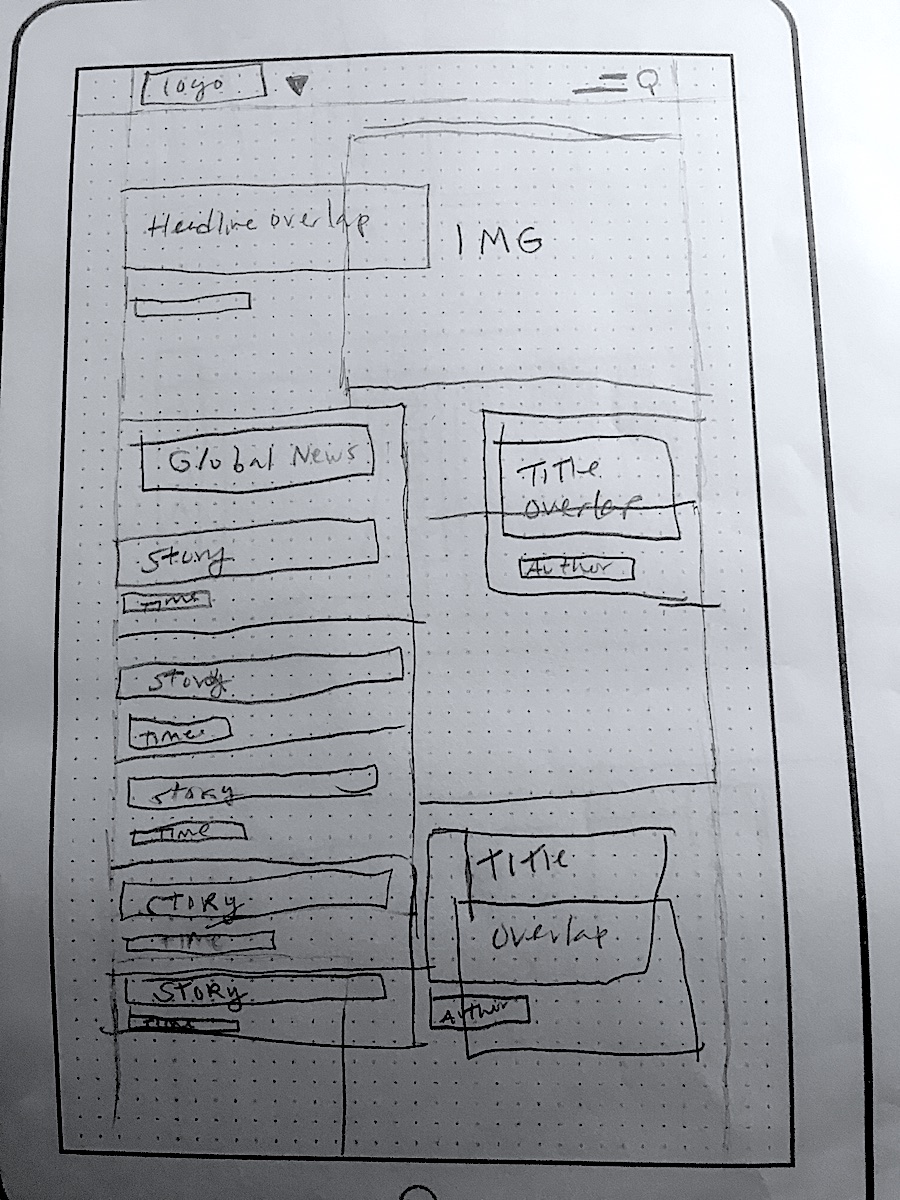 logo
Headline overlap
IMG
Global News
Story
Time
Story
Time
Story
Time
STORY
TIME
STORY
Time
Title
overlap
Author
Title
overlap
Author